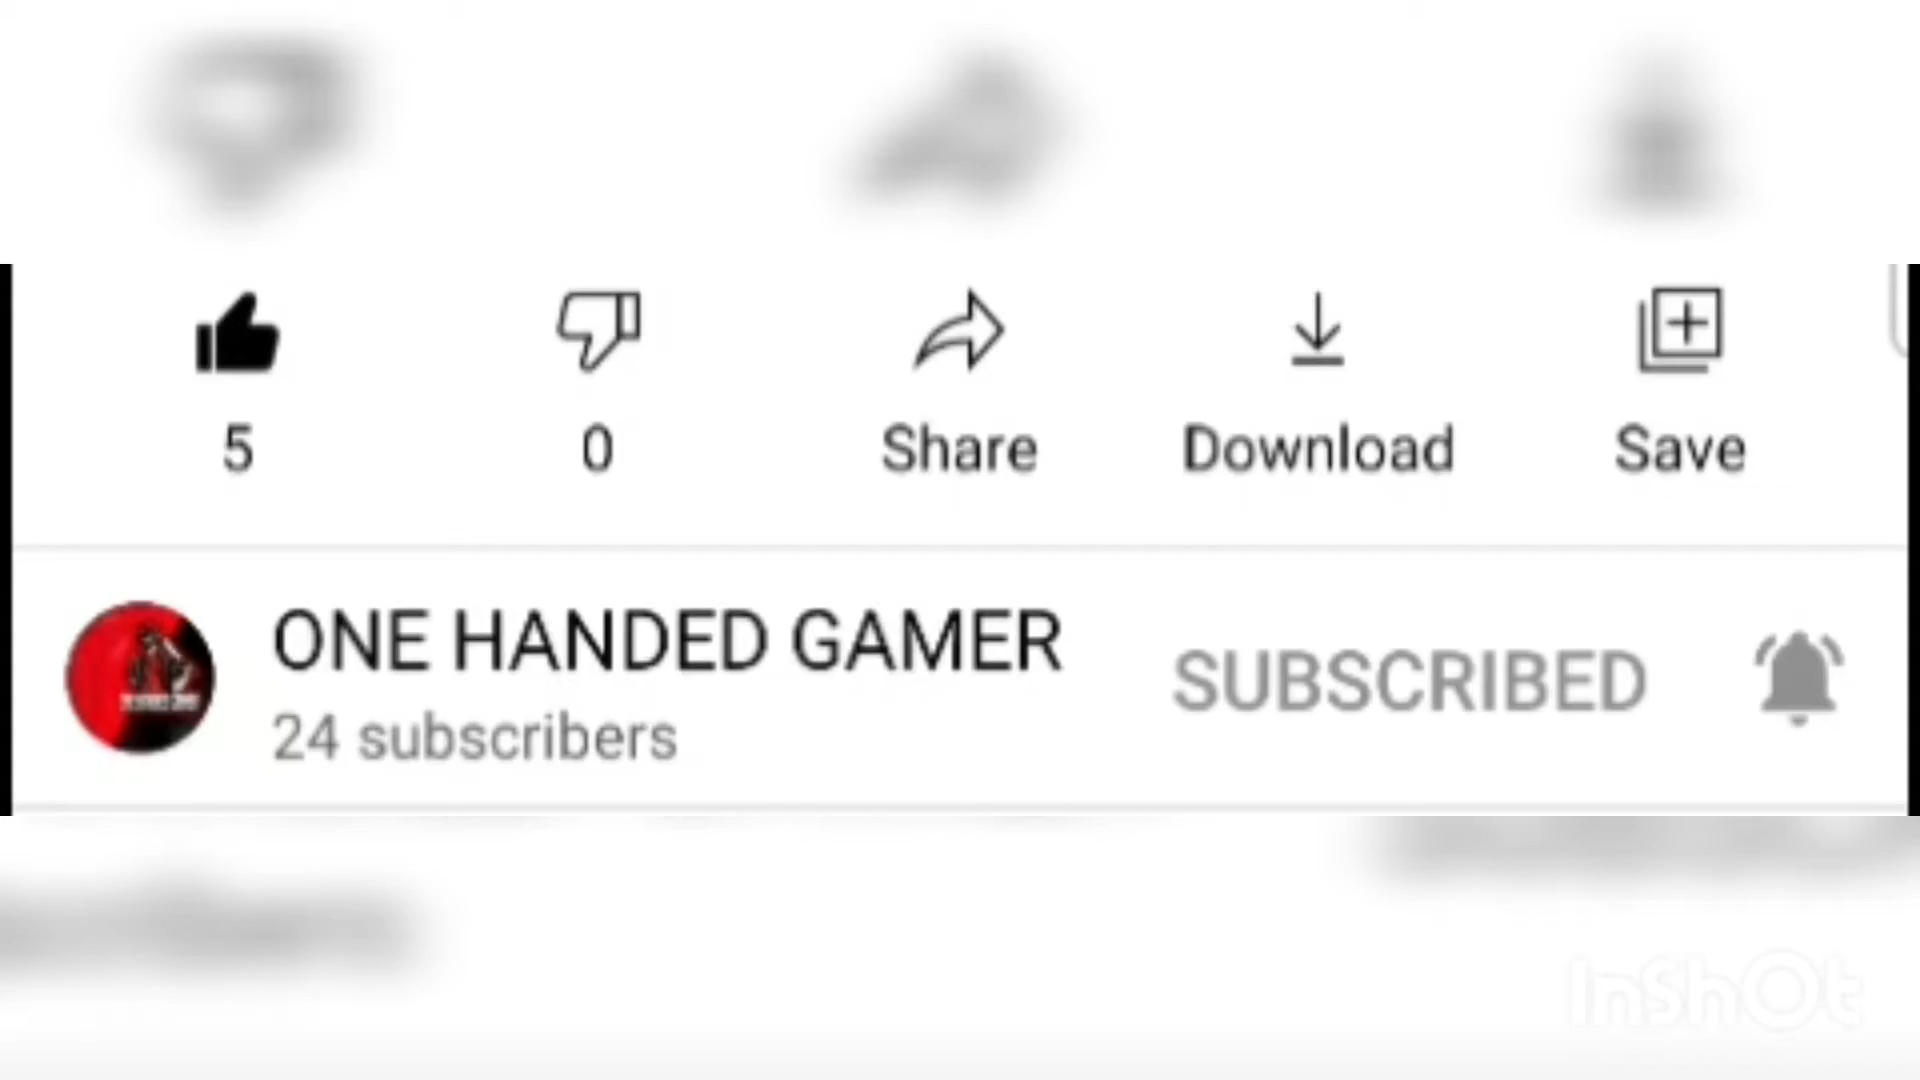 5 0 Share Download Save
ONE HANDED GAMER
SUBSCRIBED
24 subscribers
InShOt